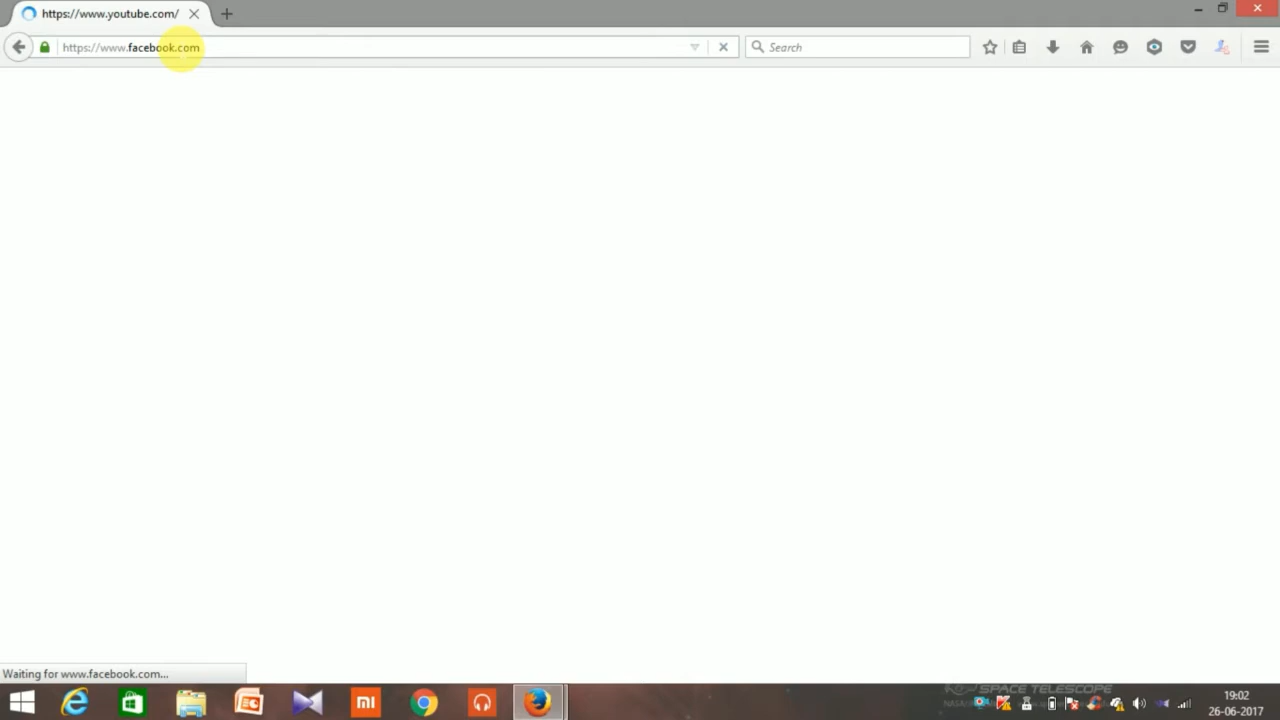 https://www.youtube.com/
https://www.facebook.com
Search
Waiting for www.facebook.com...
mi
SPACE TELESCOPE
19:02
26-06-2017